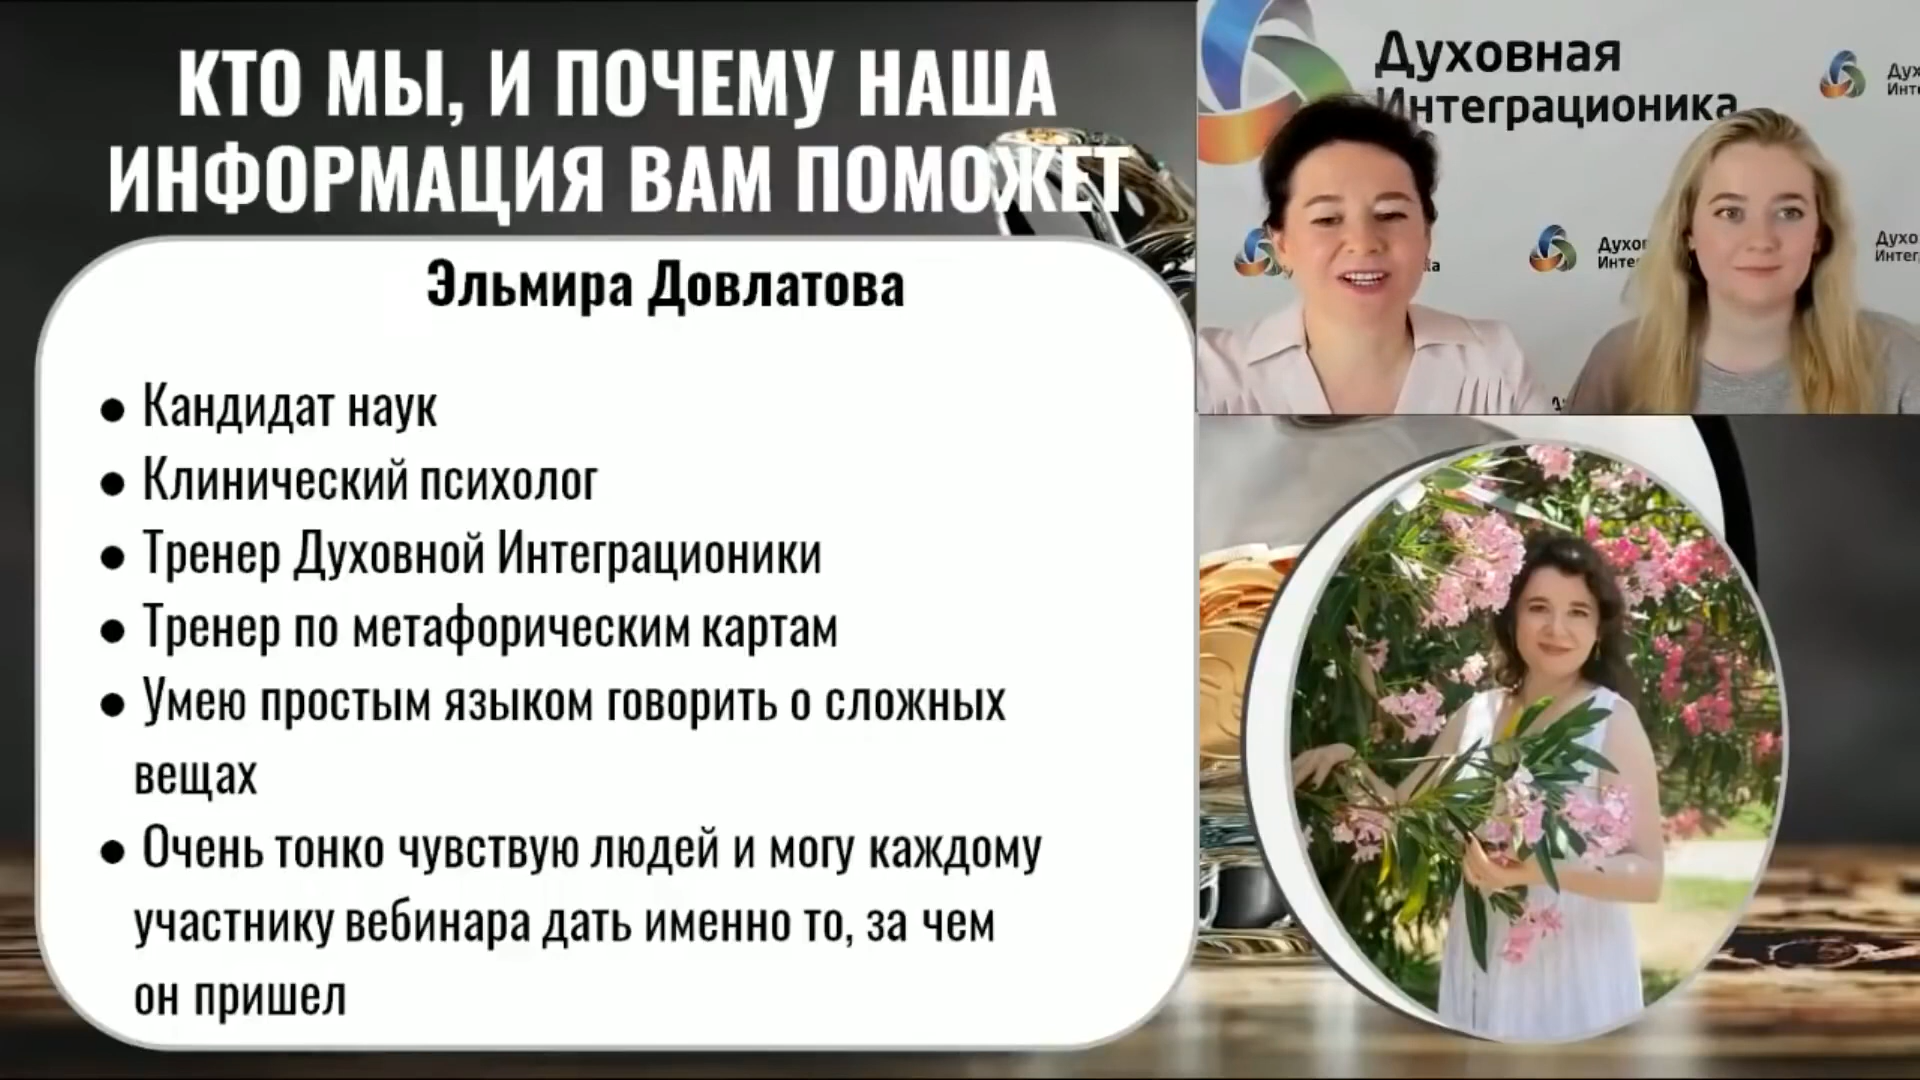 КТО МЫ, И ПОЧЕМУ НАША
ИНФОРМАЦИЯ ВАМ ПОМОЖЕТ
Эльмира Довлатова
● Кандидат наук
● Клинический психолог
● Тренер Духовной Интеграционики
● Тренер по метафорическим картам
● Умею простым языком говорить о сложных
вещах
● Очень тонко чувствую людей и могу каждому
участнику вебинара дать именно то, за чем
он пришел
Духовная
Интеграционика